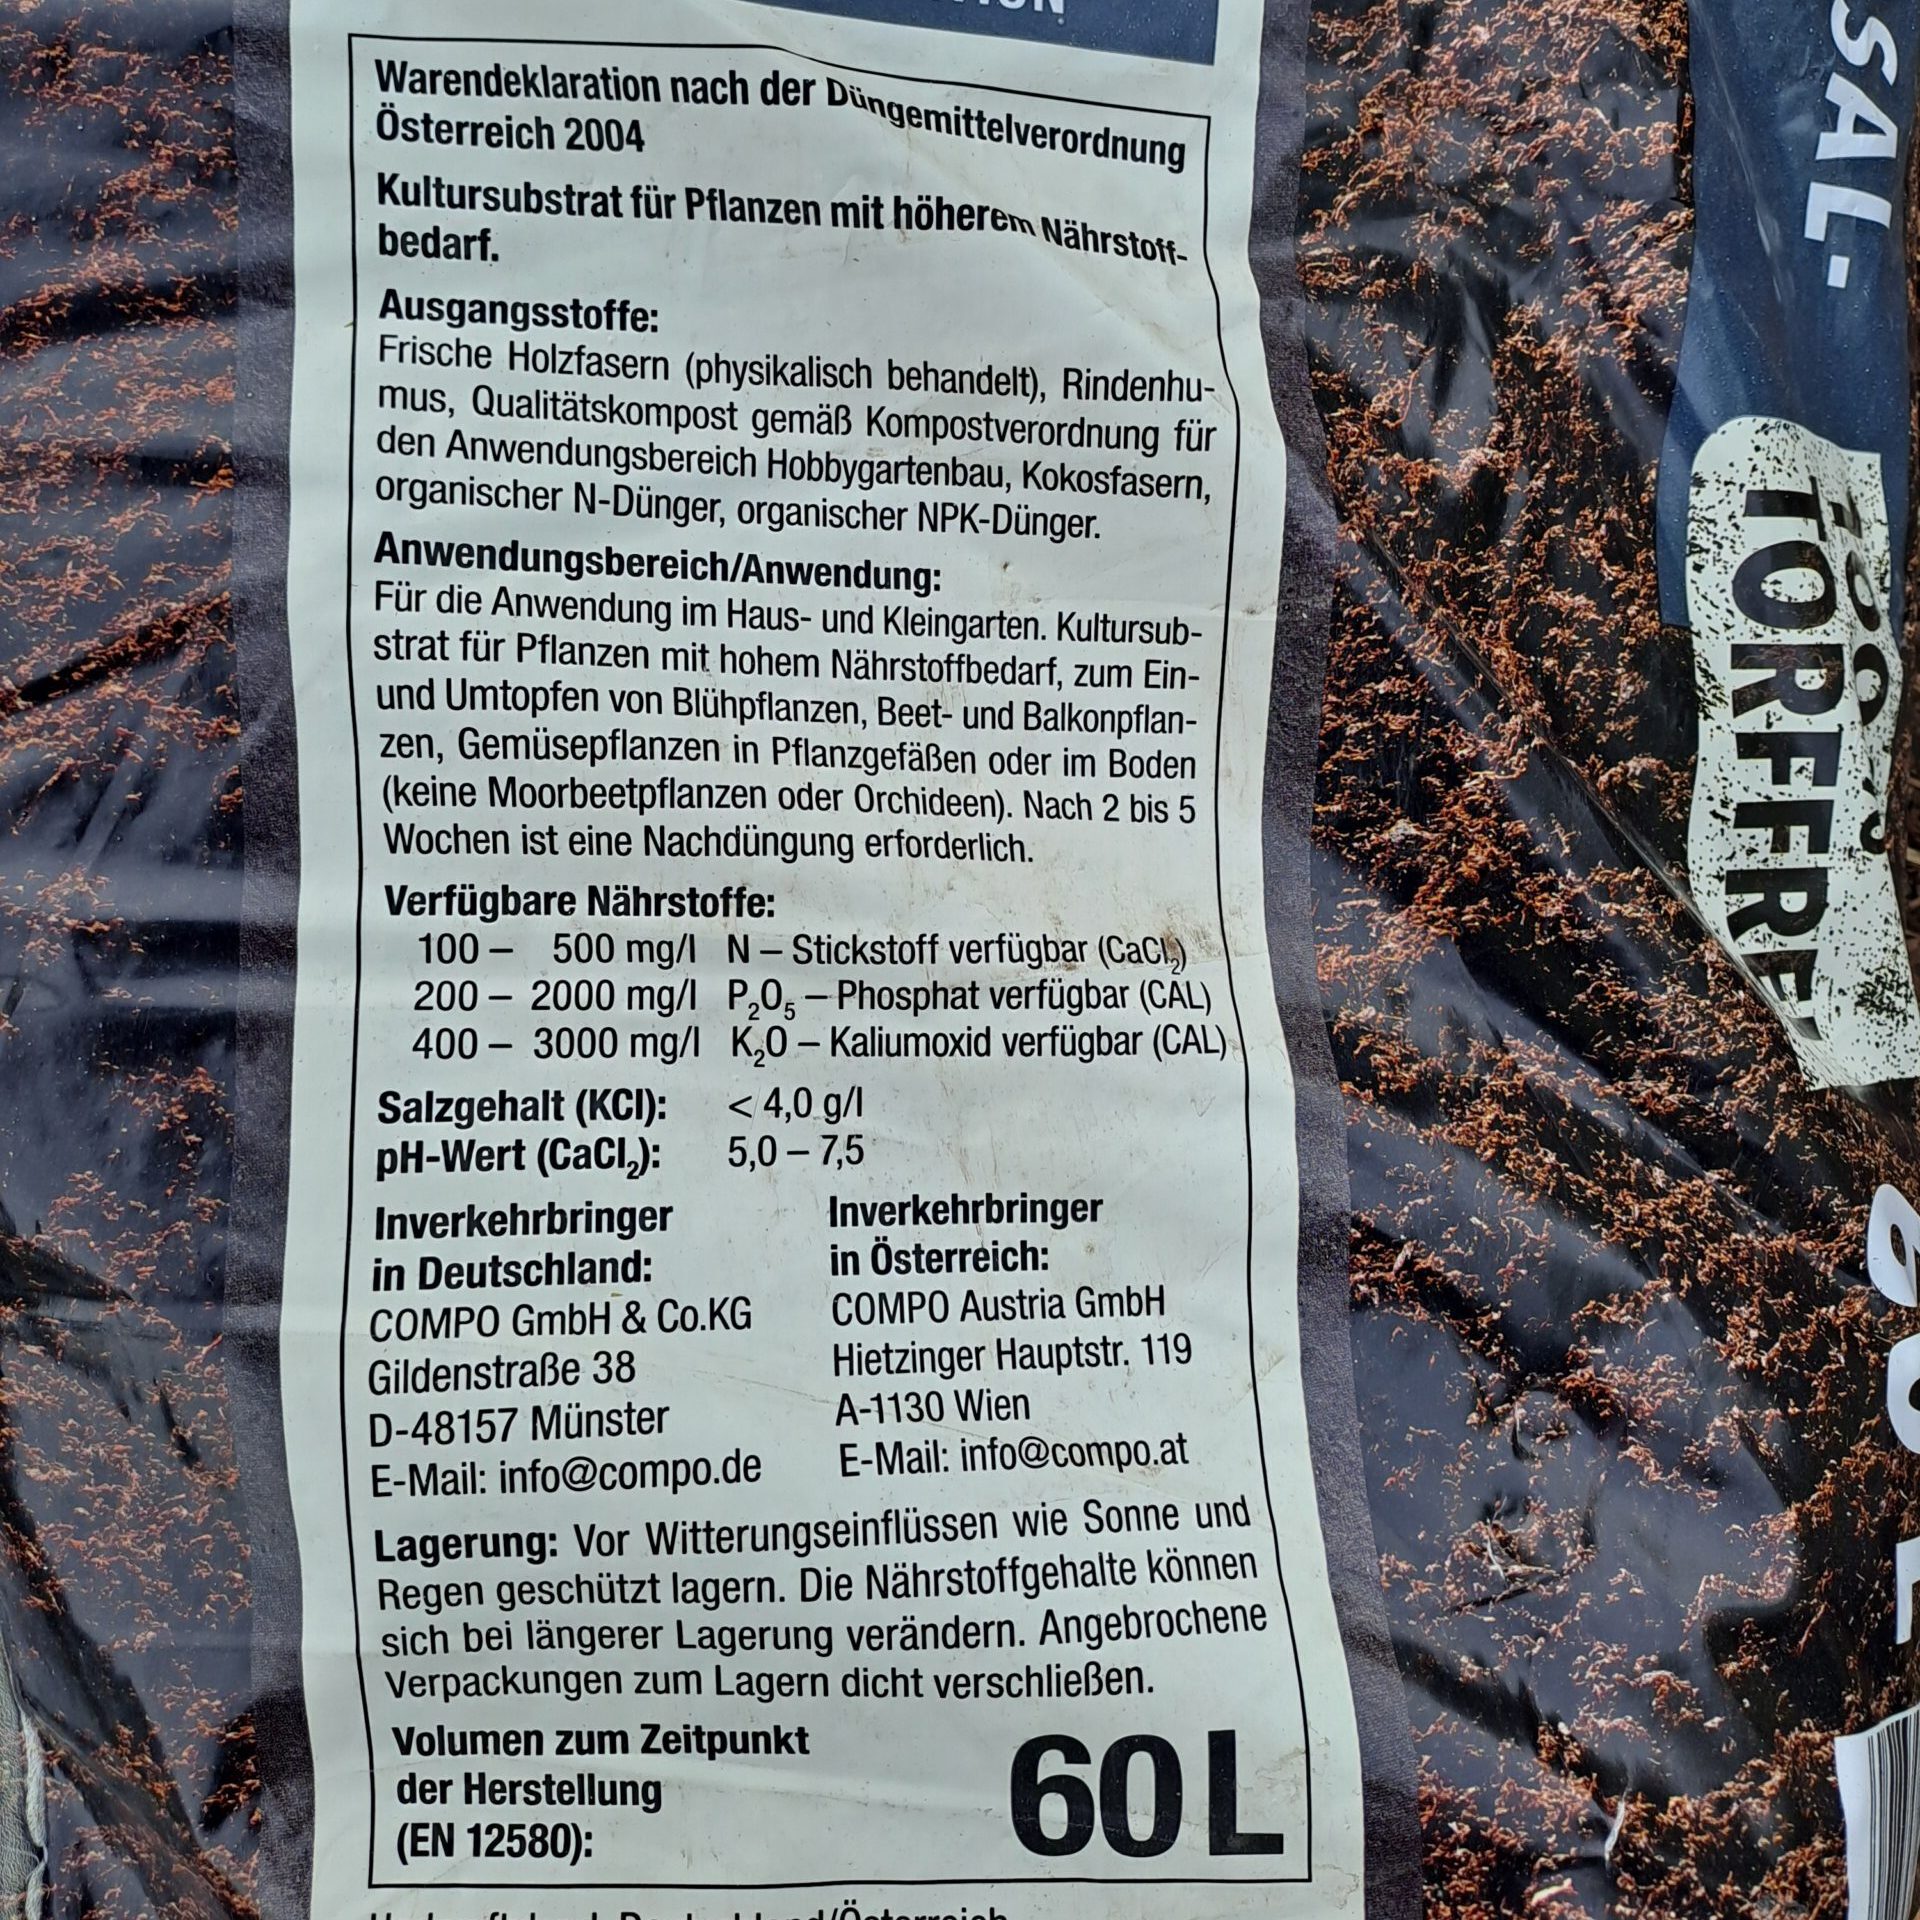 Warendeklaration nach der Düngemittelverordnung
Österreich 2004
Kultursubstrat für Pflanzen mit höherem Nährstoff-
bedarf.
Ausgangsstoffe:
Frische Holzfasern (physikalisch behandelt), Rindenhu-
mus, Qualitätskompost gemäß Kompostverordnung für
den Anwendungsbereich Hobbygartenbau, Kokosfasern,
organischer N-Dünger, organischer NPK-Dünger.
Anwendungsbereich/Anwendung:
Für die Anwendung im Haus- und Kleingarten. Kultursub-
strat für Pflanzen mit hohem Nährstoffbedarf, zum Ein-
und Umtopfen von Blühpflanzen, Beet- und Balkonpflan-
zen, Gemüsepflanzen in Pflanzgefäßen oder im Boden
(keine Moorbeetpflanzen oder Orchideen). Nach 2 bis 5
Wochen ist eine Nachdüngung erforderlich.
Verfügbare Nährstoffe:
100 – 500 mg/l N – Stickstoff verfügbar (CaCl₂)
200 – 2000 mg/l P₂O₅ – Phosphat verfügbar (CAL)
400 – 3000 mg/l K₂O – Kaliumoxid verfügbar (CAL)
Salzgehalt (KCl): < 4,0 g/l
pH-Wert (CaCl₂): 5,0 – 7,5
Inverkehrbringer
in Deutschland:
COMPO GmbH & Co.KG
Gildenstraße 38
D-48157 Münster
E-Mail: info@compo.de
Inverkehrbringer
in Österreich:
COMPO Austria GmbH
Hietzinger Hauptstr. 119
A-1130 Wien
E-Mail: info@compo.at
Lagerung: Vor Witterungseinflüssen wie Sonne und
Regen geschützt lagern. Die Nährstoffgehalte können
sich bei längerer Lagerung verändern. Angebrochene
Verpackungen zum Lagern dicht verschließen.
Volumen zum Zeitpunkt
der Herstellung
(EN 12580):
60 L
SAL.
100%
TORFFREI
60 L